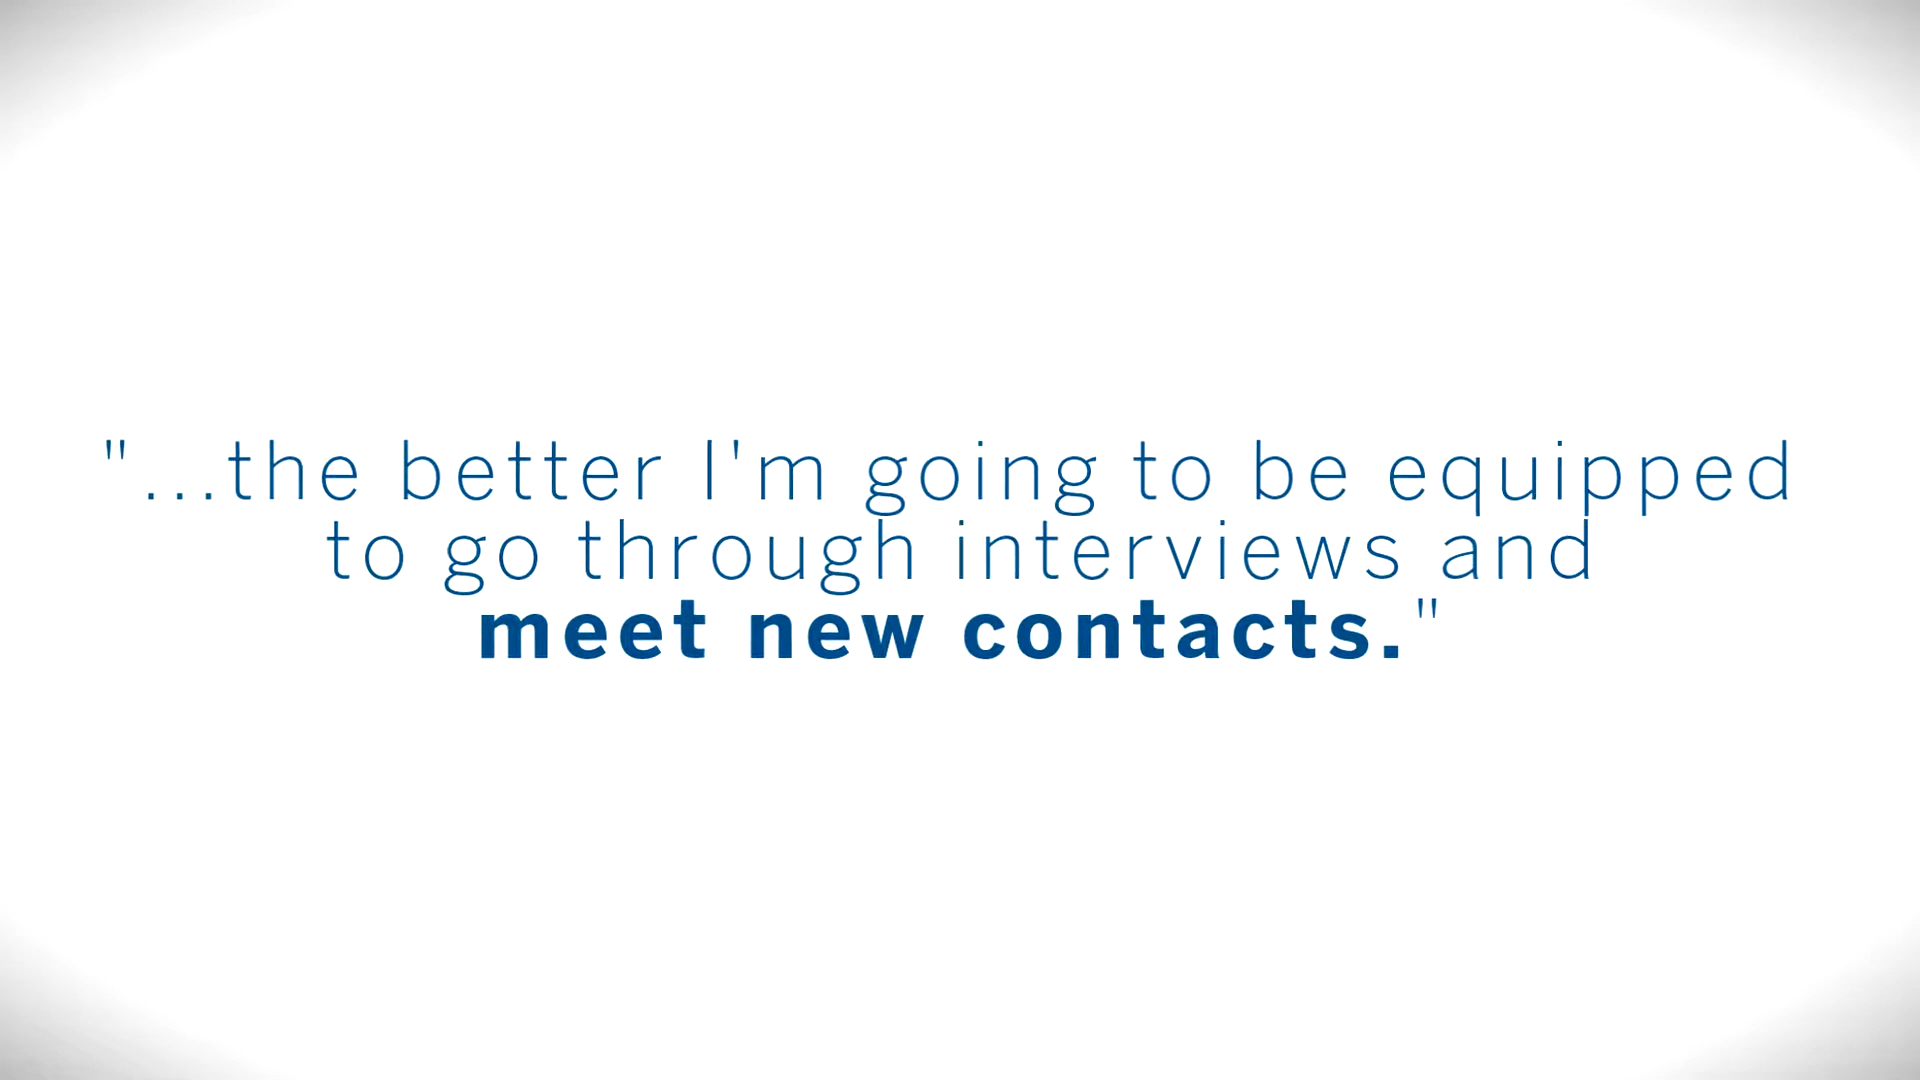 "...the better I'm going to be equipped
to go through interviews and
meet new contacts."